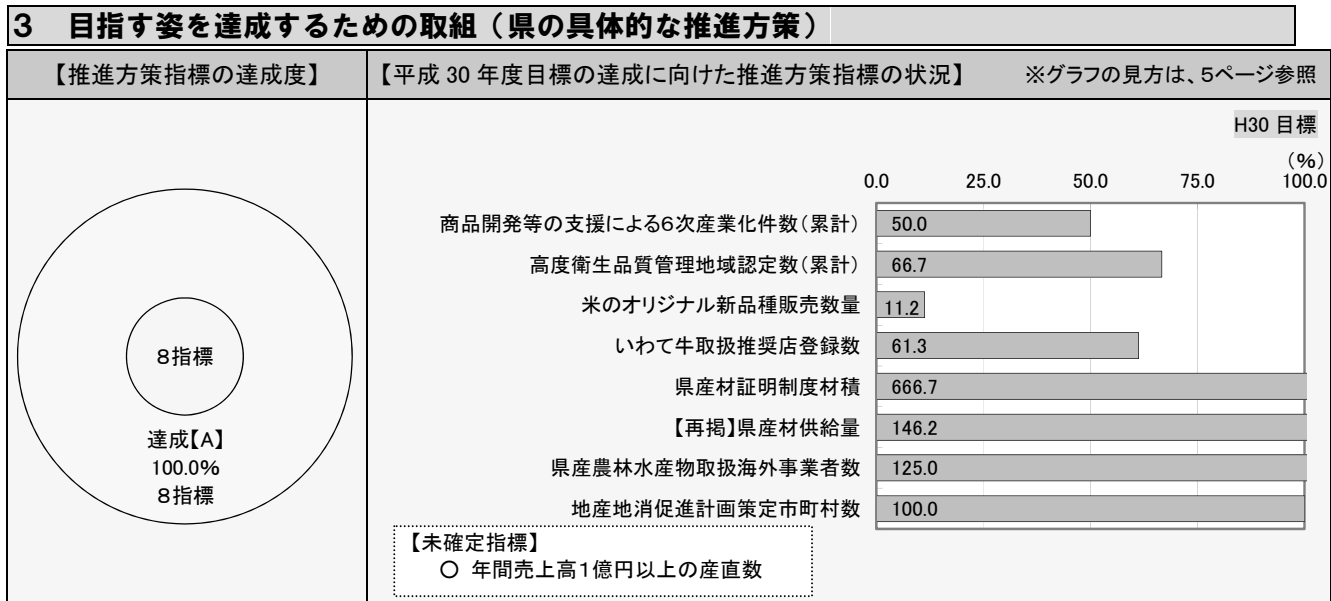 ３　目指す姿を達成するための取組（県の具体的な推進方策）
【推進方策指標の達成度】
【平成 30 年度目標の達成に向けた推進方策指標の状況】　※グラフの見方は、５ページ参照
８指標
達成【A】
100.0%
８指標
H30 目標
（%）
0.0 25.0 50.0 75.0 100.0
商品開発等の支援による６次産業化件数（累計） 50.0
高度衛生品質管理地域認定数（累計） 66.7
米のオリジナル新品種販売数量 11.2
いわて牛取扱推奨店登録数 61.3
県産材証明制度材積 666.7
【再掲】県産材供給量 146.2
県産農林水産物取扱海外事業者数 125.0
地産地消促進計画策定市町村数 100.0
【未確定指標】
〇 年間売上高１億円以上の産直数